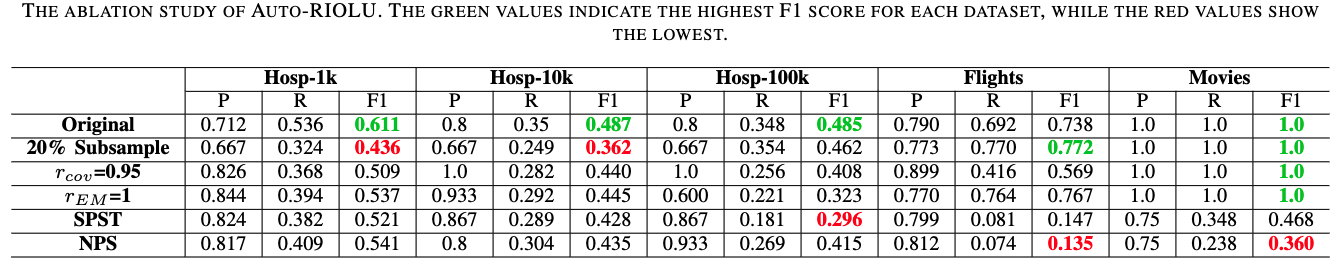 THE ABLATION STUDY OF AUTO-RIOLU. THE GREEN VALUES INDICATE THE HIGHEST F1 SCORE FOR EACH DATASET, WHILE THE RED VALUES SHOW
THE LOWEST.
Hosp-1k Hosp-10k Hosp-100k Flights Movies
P R F1 P R F1 P R F1 P R F1 P R F1
Original 0.712 0.536 0.611 0.8 0.35 0.487 0.8 0.348 0.485 0.790 0.692 0.738 1.0 1.0 1.0
20% Subsample 0.667 0.324 0.436 0.667 0.249 0.362 0.667 0.354 0.462 0.773 0.770 0.772 1.0 1.0 1.0
r_cov=0.95 0.826 0.368 0.509 1.0 0.282 0.440 1.0 0.256 0.408 0.899 0.416 0.569 1.0 1.0 1.0
r_EM=1 0.844 0.394 0.537 0.933 0.292 0.445 0.600 0.221 0.323 0.770 0.764 0.767 1.0 1.0 1.0
SPST 0.824 0.382 0.521 0.867 0.289 0.428 0.867 0.181 0.296 0.799 0.081 0.147 0.75 0.348 0.468
NPS 0.817 0.409 0.541 0.8 0.304 0.435 0.933 0.269 0.415 0.812 0.074 0.135 0.75 0.238 0.360